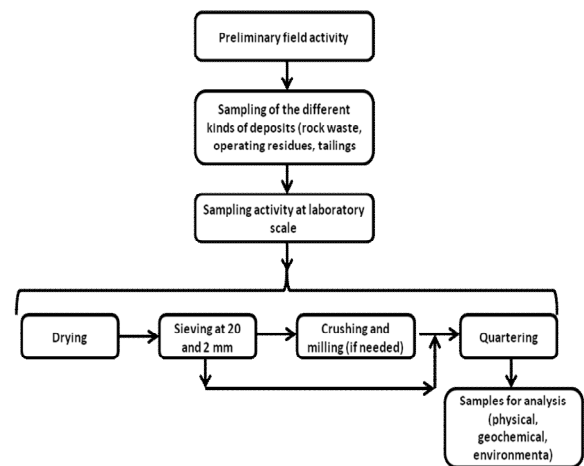 Preliminary field activity
Sampling of the different
kinds of deposits (rock waste,
operating residues, tailings
Sampling activity at laboratory
scale
Drying
Sieving at 20
and 2 mm
Crushing and
milling (if needed)
Quartering
Samples for analysis
(physical,
geochemical,
environmenta)